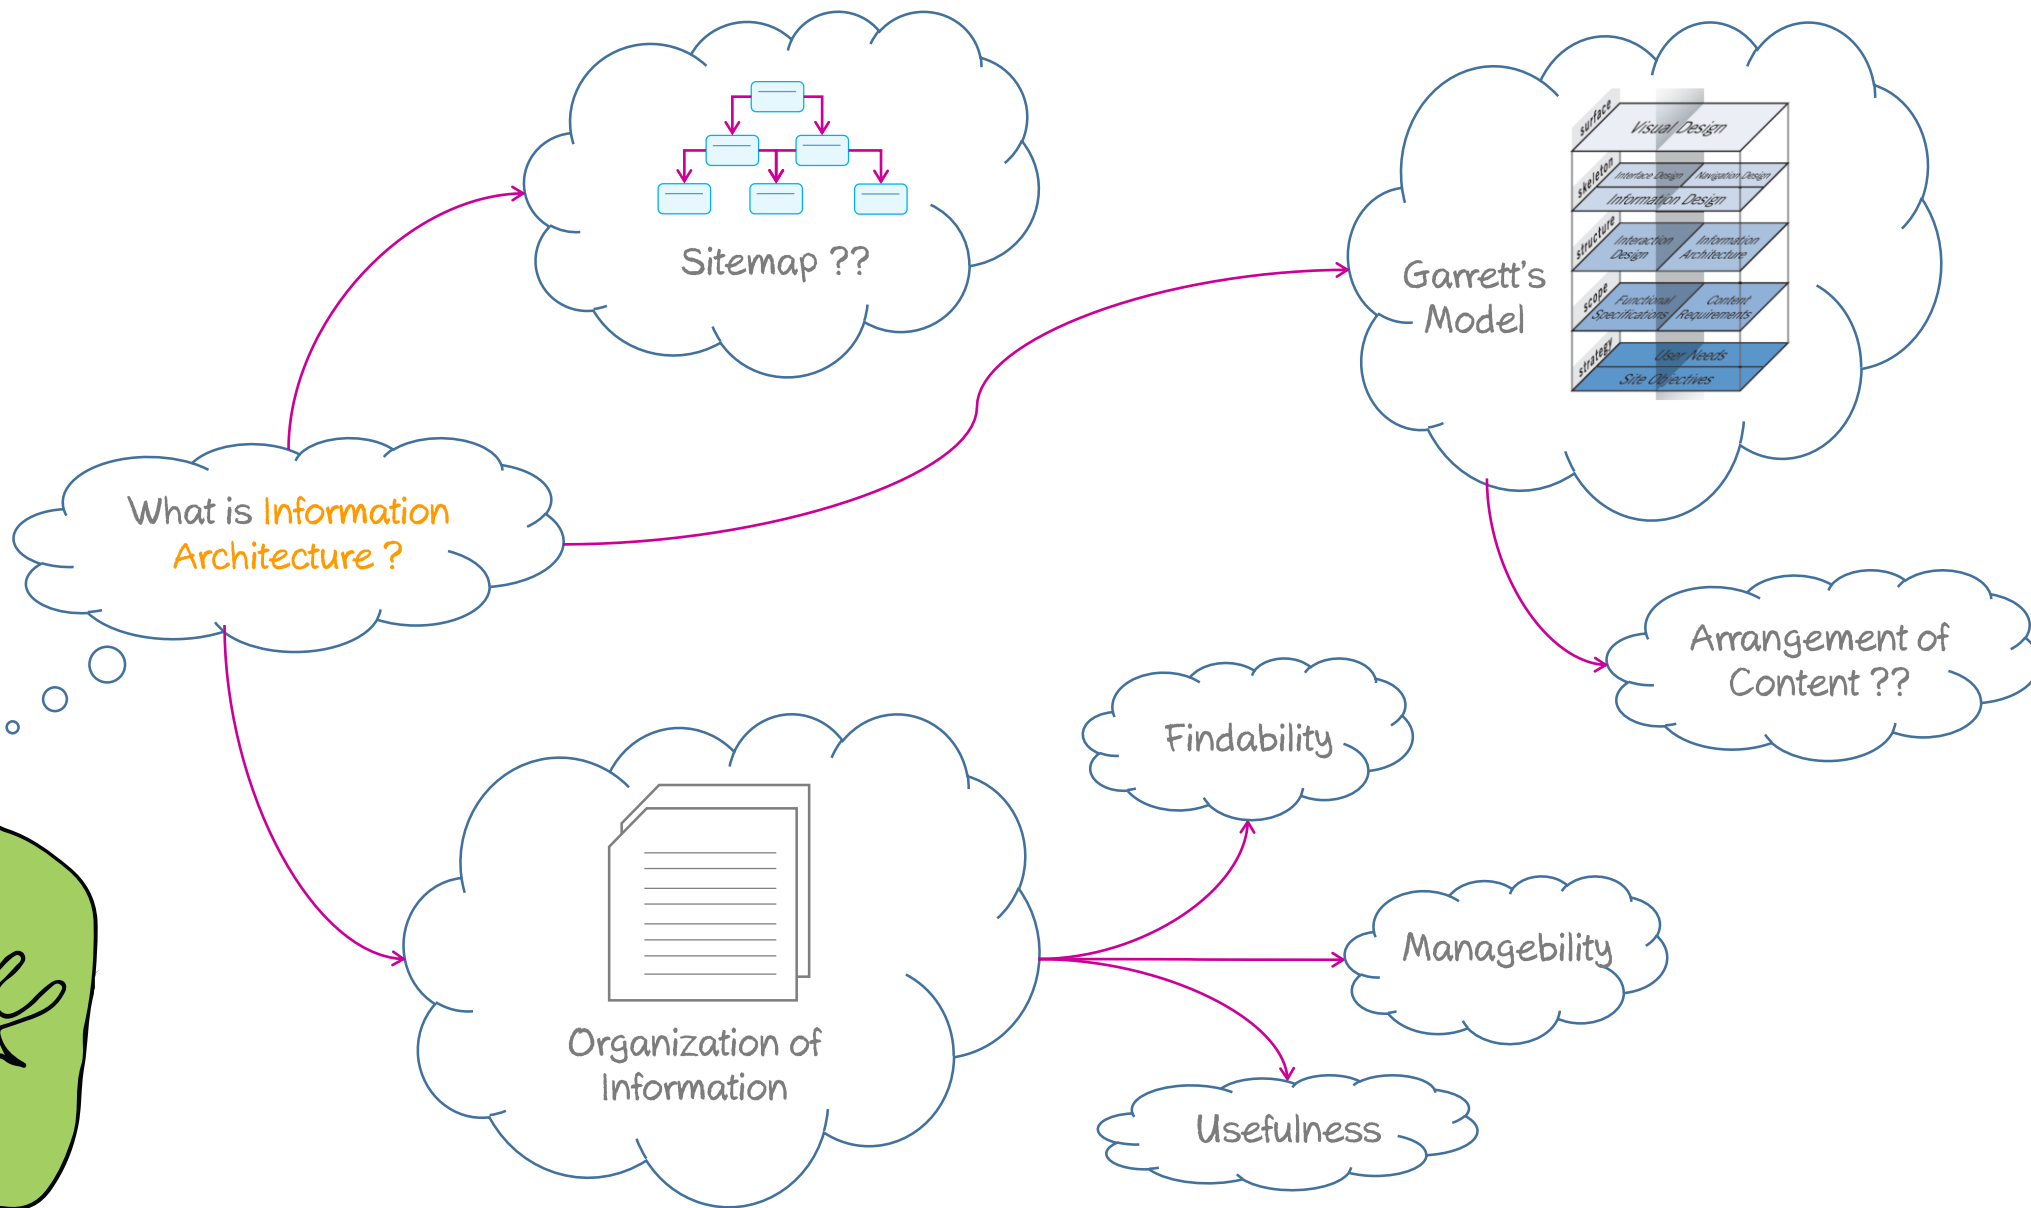 Sitemap ??
Garrett's
Model
surface
Visual Design
skeleton
Interface Design
Navigation Design
Information Design
structure
Interaction
Design
Information
Architecture
scope
Functional
Specifications
Content
Requirements
strategy
User Needs
Site Objectives
What is Information
Architecture ?
Arrangement of
Content ??
Findability
Managebility
Organization of
Information
Usefulness